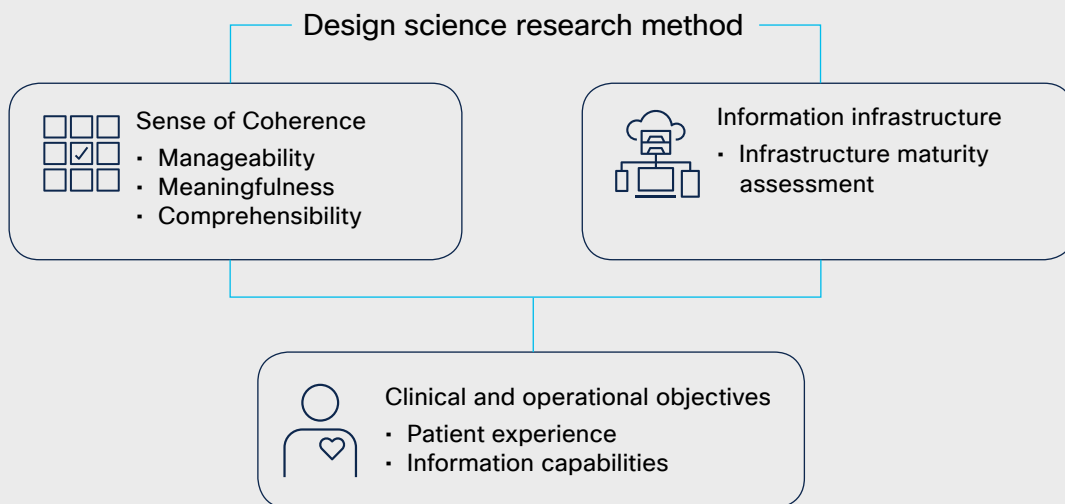 Design science research method
Sense of Coherence
· Manageability
· Meaningfulness
· Comprehensibility
Information infrastructure
· Infrastructure maturity
assessment
Clinical and operational objectives
· Patient experience
· Information capabilities